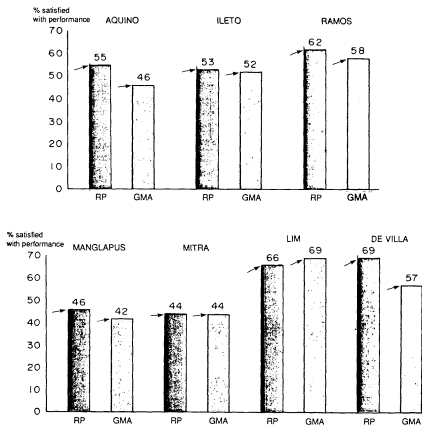 % satisfied
with performance
AQUINO ILETO RAMOS
70
60
50
40
30
20
10
0
55 46 53 52 62 58
RP GMA RP GMA RP GMA
% satisfied
with performance
MANGLAPUS MITRA LIM DE VILLA
70
60
50
40
30
20
10
0
46 42 44 44 66 69 69 57
RP GMA RP GMA RP GMA RP GMA